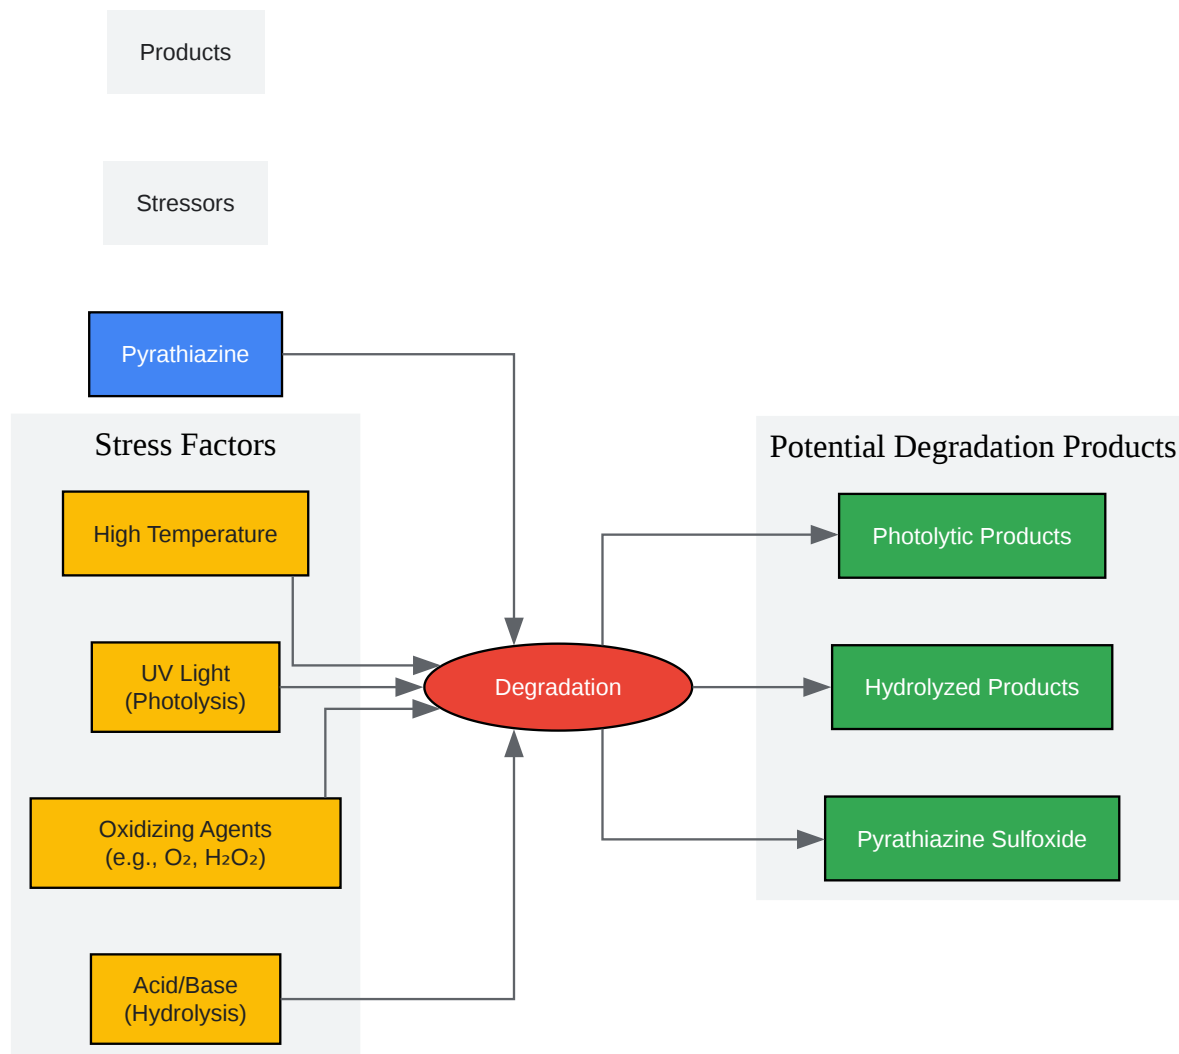 Products
Stressors
Pyrathiazine
Stress Factors
High Temperature
UV Light
(Photolysis)
Oxidizing Agents
(e.g., O₂, H₂O₂)
Acid/Base
(Hydrolysis)
Degradation
Potential Degradation Products
Photolytic Products
Hydrolyzed Products
Pyrathiazine Sulfoxide